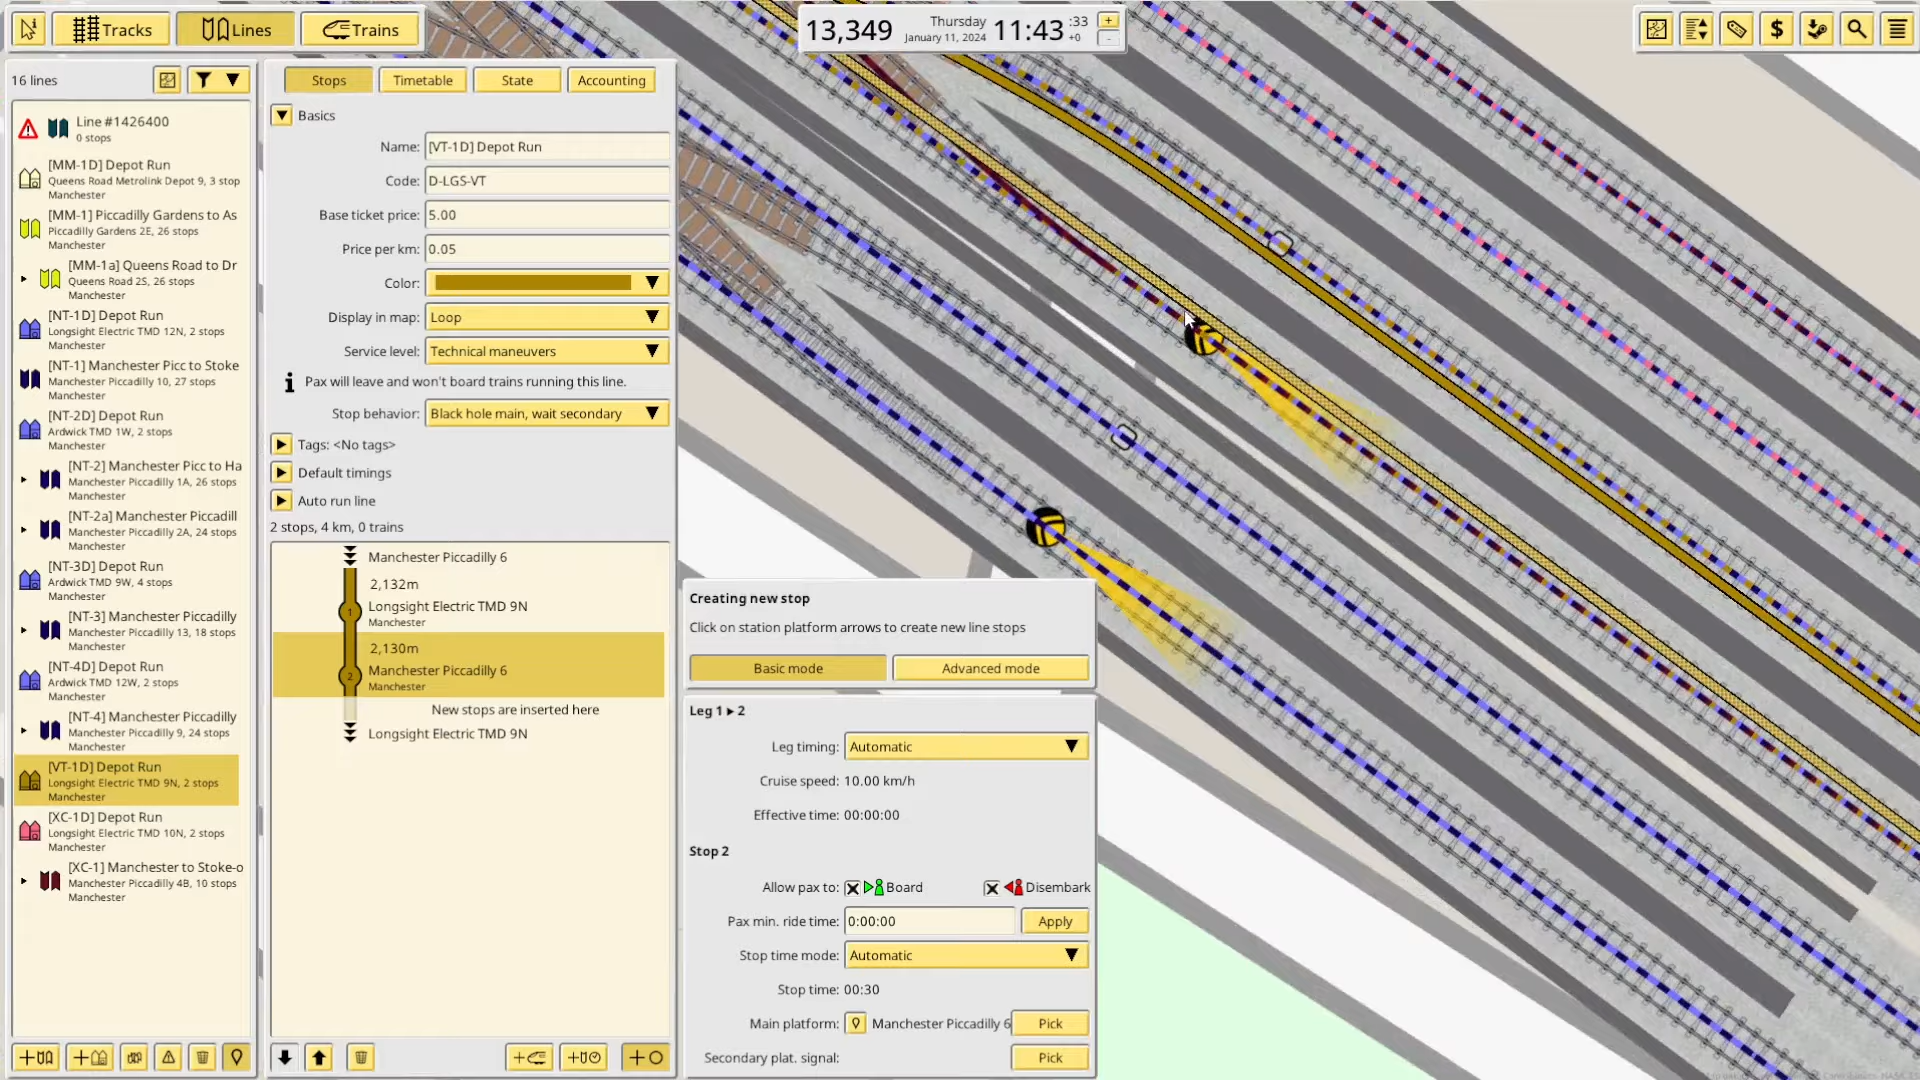 Tracks
Lines
Trains
13,349
Thursday
January 11, 2024
11:43
:33
+0
+
-
$
16 lines
Line #1426400
0 stops
[MM-1D] Depot Run
Queens Road Metrolink Depot 9, 3 stop
Manchester
[MM-1] Piccadilly Gardens to As
Piccadilly Gardens 2E, 26 stops
Manchester
[MM-1a] Queens Road to Dr
Queens Road 2S, 26 stops
Manchester
[NT-1D] Depot Run
Longsight Electric TMD 12N, 2 stops
Manchester
[NT-1] Manchester Picc to Stoke
Manchester Piccadilly 10, 27 stops
Manchester
[NT-2D] Depot Run
Ardwick TMD 1W, 2 stops
Manchester
[NT-2] Manchester Picc to Ha
Manchester Piccadilly 1A, 26 stops
Manchester
[NT-2a] Manchester Piccadill
Manchester Piccadilly 2A, 24 stops
Manchester
[NT-3D] Depot Run
Ardwick TMD 9W, 4 stops
Manchester
[NT-3] Manchester Piccadilly
Manchester Piccadilly 13, 18 stops
Manchester
[NT-4D] Depot Run
Ardwick TMD 12W, 2 stops
Manchester
[NT-4] Manchester Piccadilly
Manchester Piccadilly 9, 24 stops
Manchester
[VT-1D] Depot Run
Longsight Electric TMD 9N, 2 stops
Manchester
[XC-1D] Depot Run
Longsight Electric TMD 10N, 2 stops
Manchester
[XC-1] Manchester to Stoke-o
Manchester Piccadilly 4B, 10 stops
Manchester
Stops
Timetable
State
Accounting
Basics
Name: [VT-1D] Depot Run
Code: D-LGS-VT
Base ticket price: 5.00
Price per km: 0.05
Color:
Display in map: Loop
Service level: Technical maneuvers
Pax will leave and won't board trains running this line.
Stop behavior: Black hole main, wait secondary
Tags: <No tags>
Default timings
Auto run line
2 stops, 4 km, 0 trains
Manchester Piccadilly 6
2,132m
1
Longsight Electric TMD 9N
Manchester
2,130m
2
Manchester Piccadilly 6
Manchester
New stops are inserted here
Longsight Electric TMD 9N
Creating new stop
Click on station platform arrows to create new line stops
Basic mode
Advanced mode
Leg 1 ▸ 2
Leg timing: Automatic
Cruise speed: 10.00 km/h
Effective time: 00:00:00
Stop 2
Allow pax to: Board Disembark
Pax min. ride time: 0:00:00 Apply
Stop time mode: Automatic
Stop time: 00:30
Main platform: Manchester Piccadilly 6 Pick
Secondary plat. signal: Pick